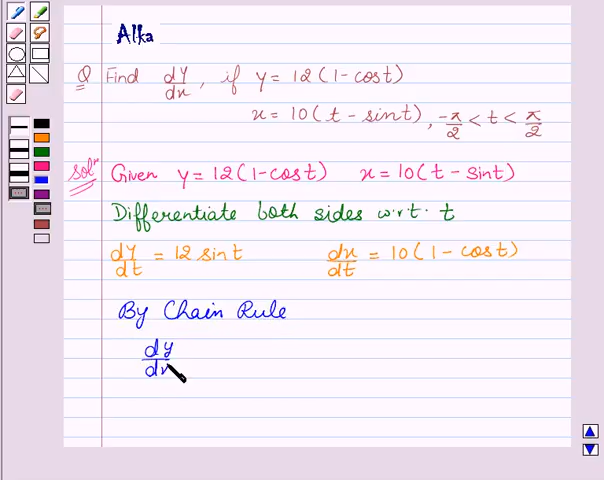 Alka
Q Find dy/dx, if y = 12(1-cost)
x = 10(t - sint), -π/2 < t < π/2
Solⁿ Given y = 12(1-cost) x = 10(t - sint)
Differentiate both sides w.r.t. t
dy/dt = 12 sint dx/dt = 10(1 - cost)
By Chain Rule
dy/dx